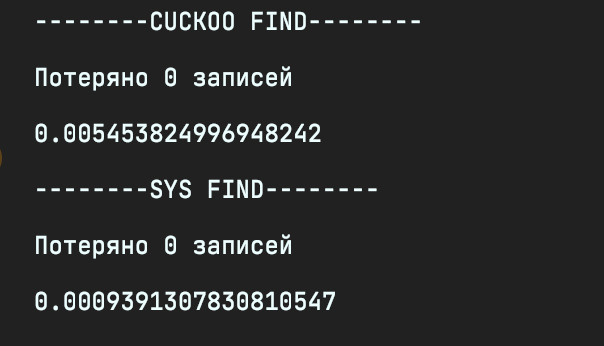 --------CUCKOO FIND--------
Потеряно 0 записей
0.005453824996948242
--------SYS FIND--------
Потеряно 0 записей
0.0009391307830810547